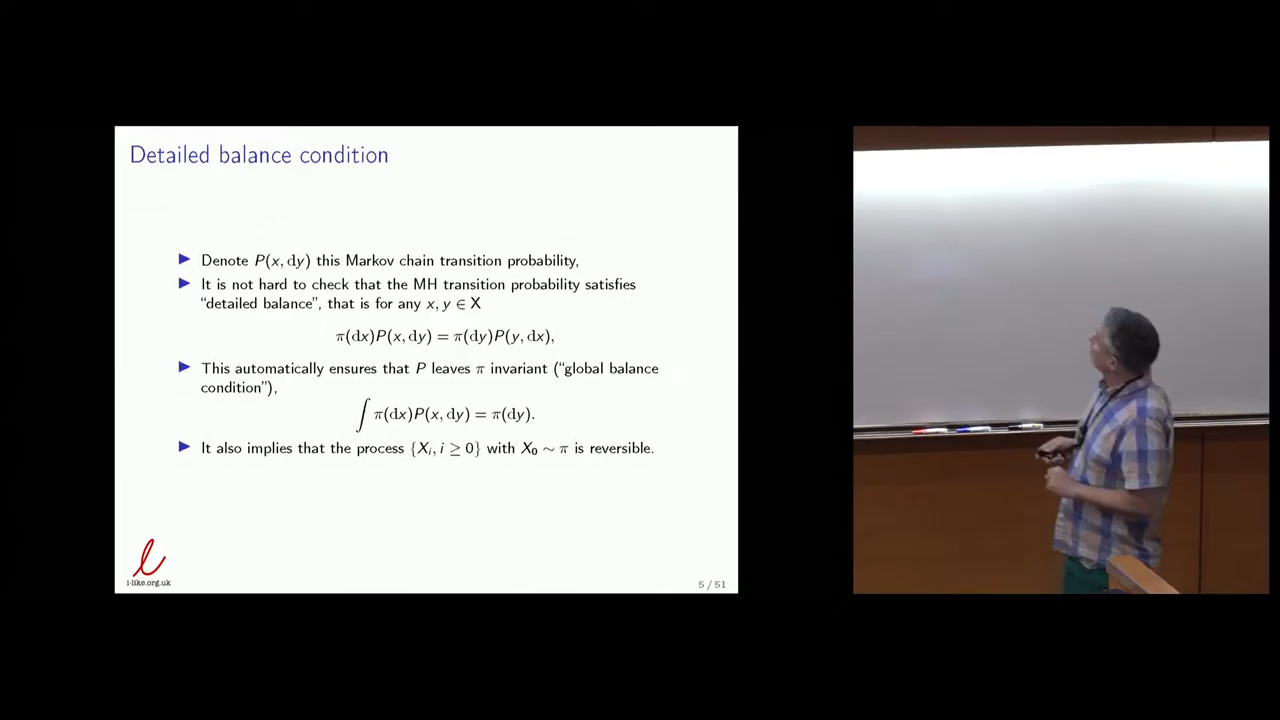 Detailed balance condition
▶ Denote P(x, dy) this Markov chain transition probability,
▶ It is not hard to check that the MH transition probability satisfies
“detailed balance”, that is for any x, y ∈ X
π(dx)P(x, dy) = π(dy)P(y, dx),
▶ This automatically ensures that P leaves π invariant (“global balance
condition”),
∫ π(dx)P(x, dy) = π(dy).
▶ It also implies that the process {Xᵢ, i ≥ 0} with X₀ ∼ π is reversible.
i-like.org.uk
5 / 51